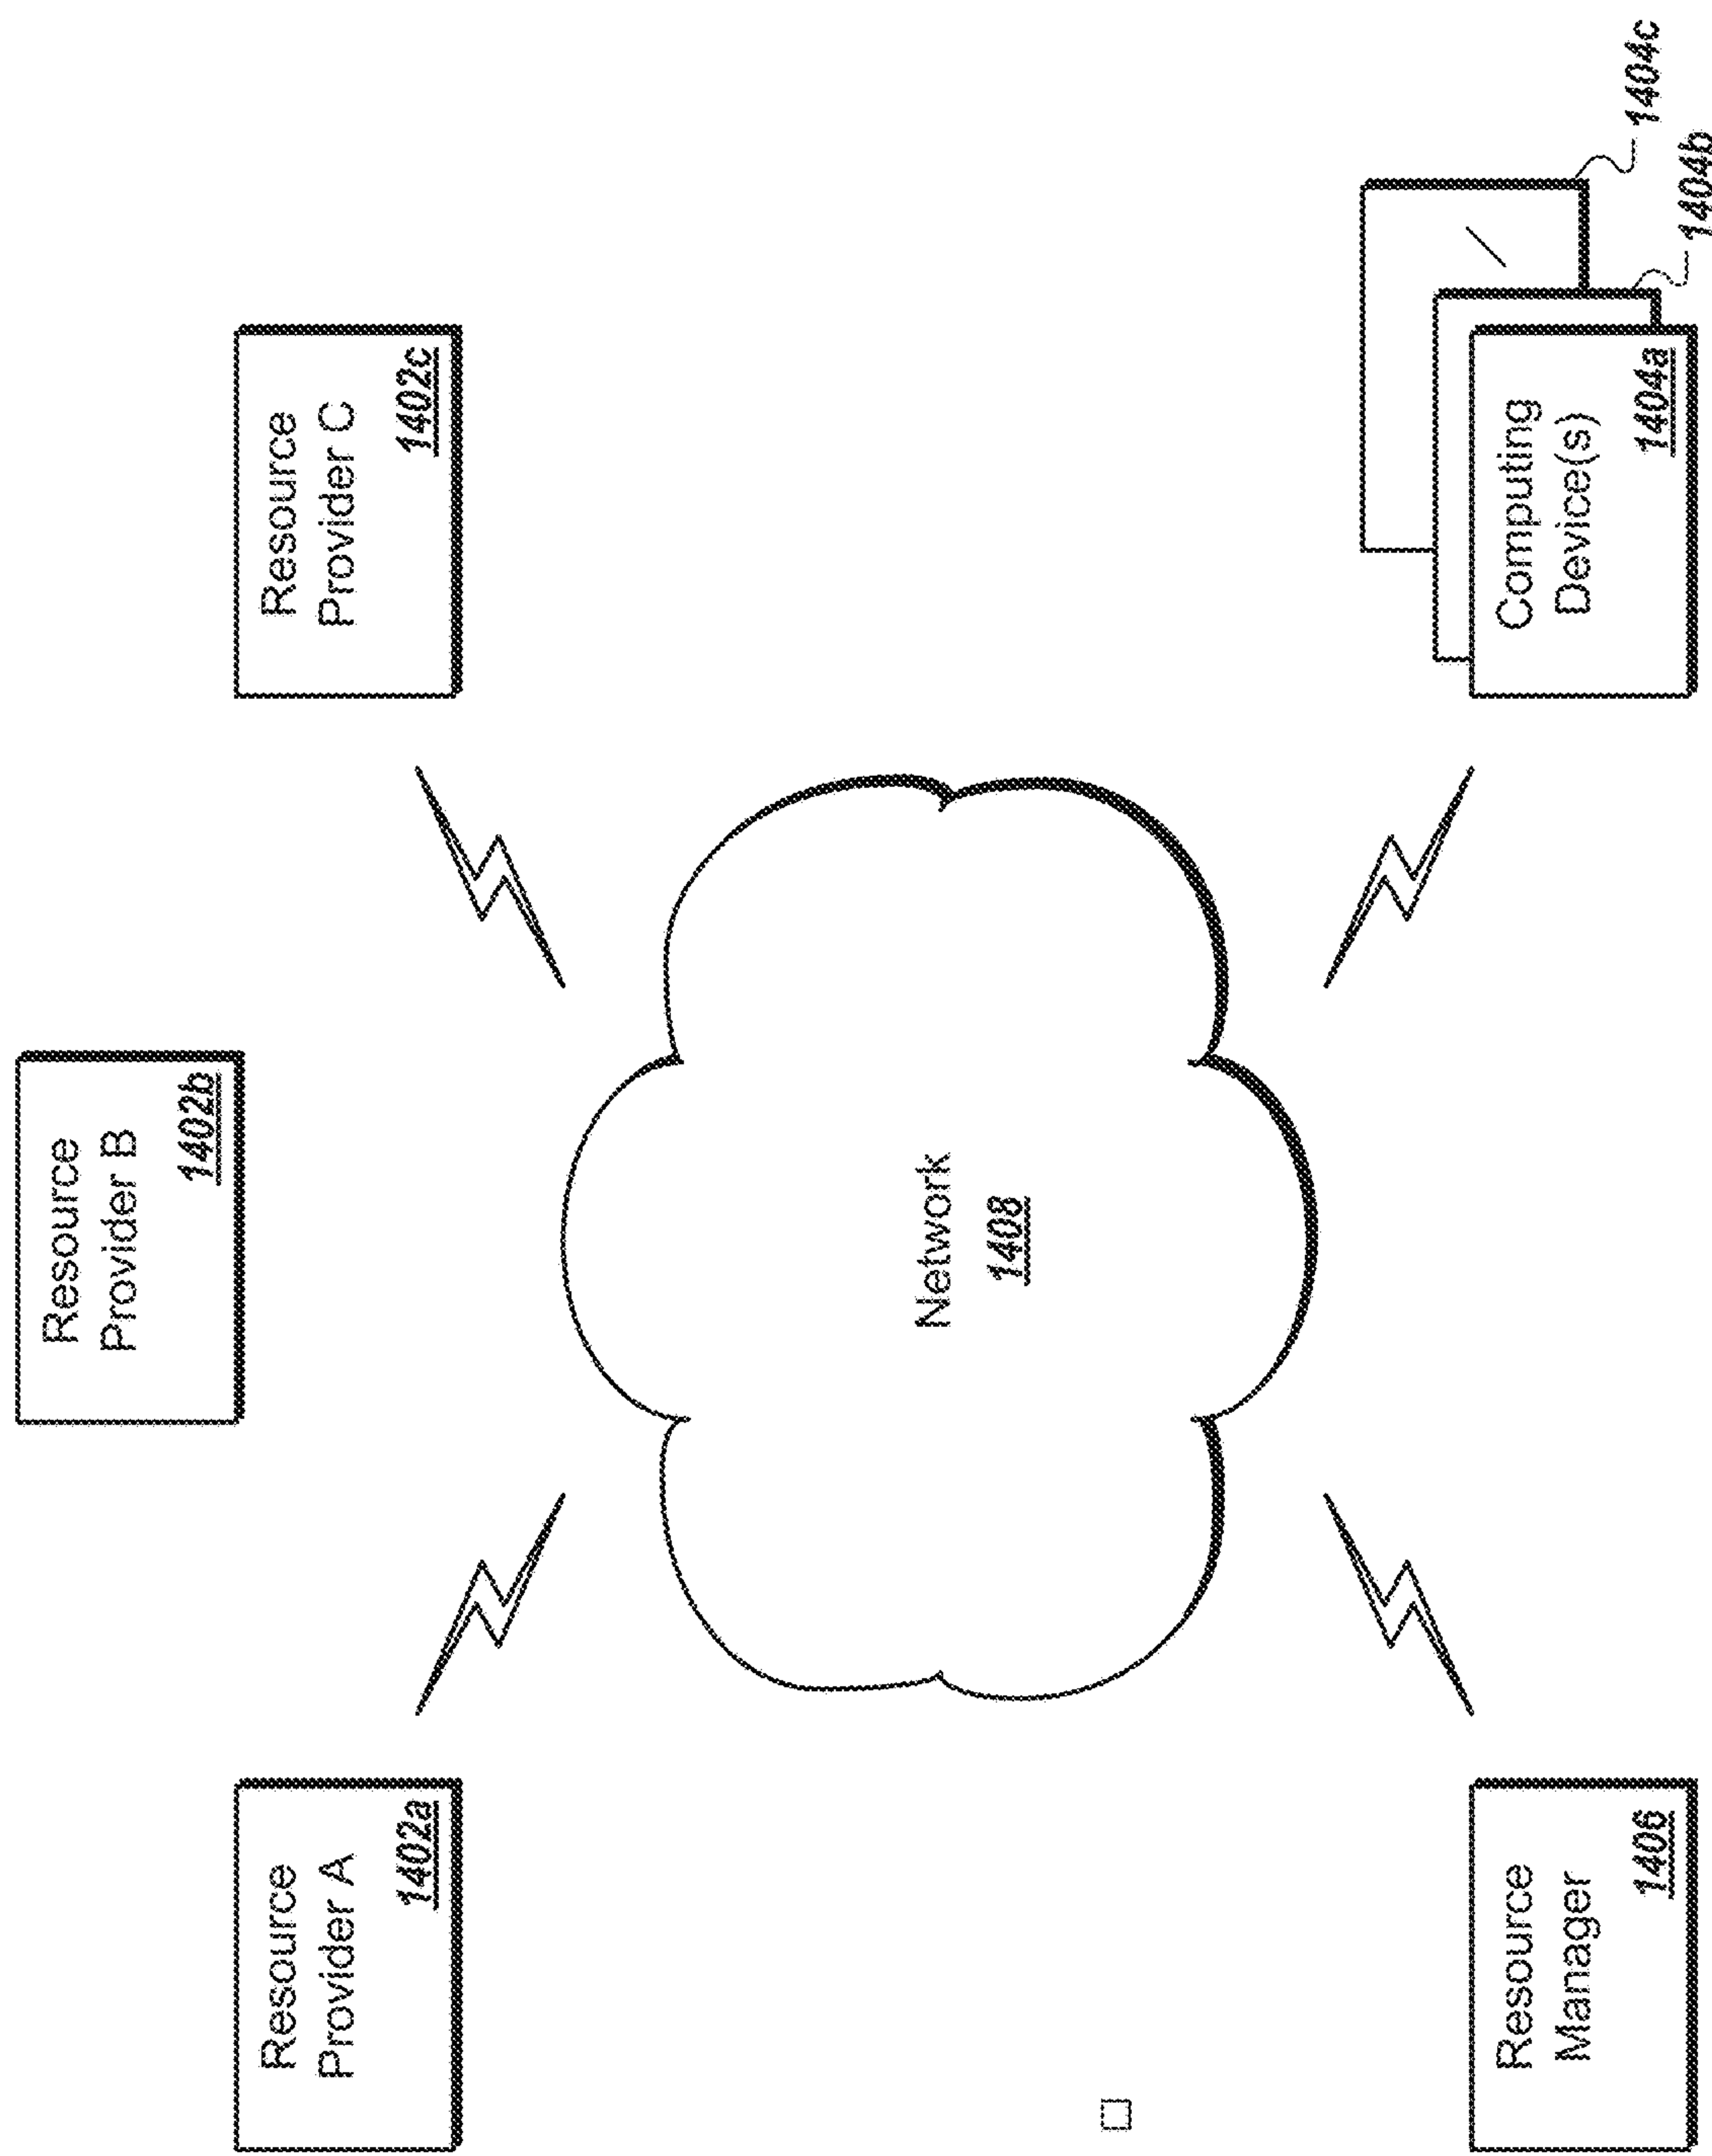 Resource
Provider B
1402b
Resource
Provider A
1402a
Resource
Provider C
1402c
Network
1408
Resource
Manager
1406
Computing
Device(s)
1404a
1404b
1404c